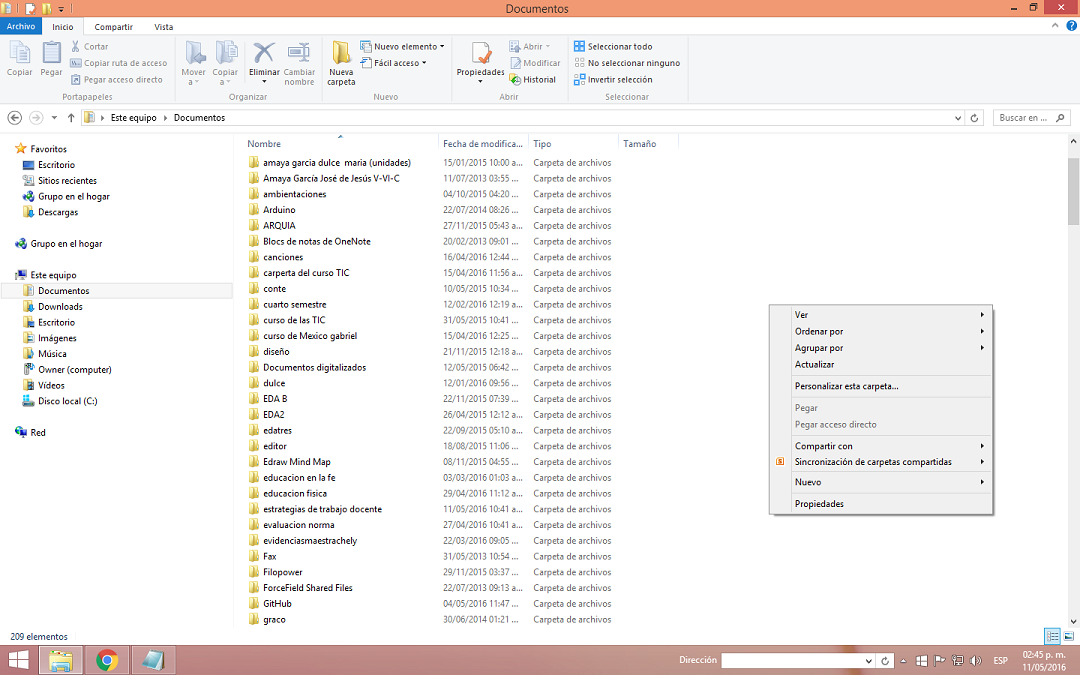 Documentos
Archivo Inicio Compartir Vista
Copiar
Pegar
Cortar
Copiar ruta de acceso
Pegar acceso directo
Portapapeles
Mover a
Copiar a
Eliminar
Cambiar nombre
Organizar
Nueva carpeta
Nuevo elemento
Fácil acceso
Nuevo
Propiedades
Abrir
Modificar
Historial
Abrir
Seleccionar todo
No seleccionar ninguno
Invertir selección
Seleccionar
Este equipo Documentos
Buscar en ...
Favoritos
Escritorio
Sitios recientes
Grupo en el hogar
Descargas
Grupo en el hogar
Este equipo
Documentos
Downloads
Escritorio
Imágenes
Música
Owner (computer)
Vídeos
Disco local (C:)
Red
Nombre Fecha de modifica... Tipo Tamaño
amaya garcia dulce maria (unidades) 15/01/2015 10:00 a... Carpeta de archivos
Amaya García José de Jesús V-VI-C 11/07/2013 03:55 ... Carpeta de archivos
ambientaciones 04/10/2015 04:20 ... Carpeta de archivos
Arduino 22/07/2014 08:26 ... Carpeta de archivos
ARQUIA 27/11/2015 05:43 a... Carpeta de archivos
Blocs de notas de OneNote 20/02/2013 09:01 ... Carpeta de archivos
canciones 16/04/2016 12:44 ... Carpeta de archivos
carperta del curso TIC 15/04/2016 11:56 a... Carpeta de archivos
conte 10/05/2015 10:34 ... Carpeta de archivos
cuarto semestre 12/02/2016 12:19 a... Carpeta de archivos
curso de las TIC 31/05/2015 10:41 ... Carpeta de archivos
curso de Mexico gabriel 15/04/2016 12:25 ... Carpeta de archivos
diseño 21/11/2015 12:18 a... Carpeta de archivos
Documentos digitalizados 12/05/2015 06:42 ... Carpeta de archivos
dulce 12/01/2016 09:56 ... Carpeta de archivos
EDA B 22/11/2015 07:39 ... Carpeta de archivos
EDA2 26/04/2015 12:12 a... Carpeta de archivos
edatres 22/09/2015 05:10 a... Carpeta de archivos
editor 18/08/2015 11:06 ... Carpeta de archivos
Edraw Mind Map 08/11/2015 04:55 ... Carpeta de archivos
educacion en la fe 03/03/2016 01:03 a... Carpeta de archivos
educacion fisica 29/04/2016 11:12 a... Carpeta de archivos
estrategias de trabajo docente 11/05/2016 10:41 a... Carpeta de archivos
evaluacion norma 27/04/2016 10:41 a... Carpeta de archivos
evidenciasmaestrachely 22/03/2016 09:05 ... Carpeta de archivos
Fax 31/05/2013 10:54 ... Carpeta de archivos
Filopower 29/11/2015 03:37 ... Carpeta de archivos
ForceField Shared Files 22/07/2013 09:13 a... Carpeta de archivos
GitHub 04/05/2016 11:47 ... Carpeta de archivos
graco 30/06/2014 01:21 ... Carpeta de archivos
Ver
Ordenar por
Agrupar por
Actualizar
Personalizar esta carpeta...
Pegar
Pegar acceso directo
Compartir con
Sincronización de carpetas compartidas
Nuevo
Propiedades
209 elementos
Dirección
ESP
02:45 p. m.
11/05/2016